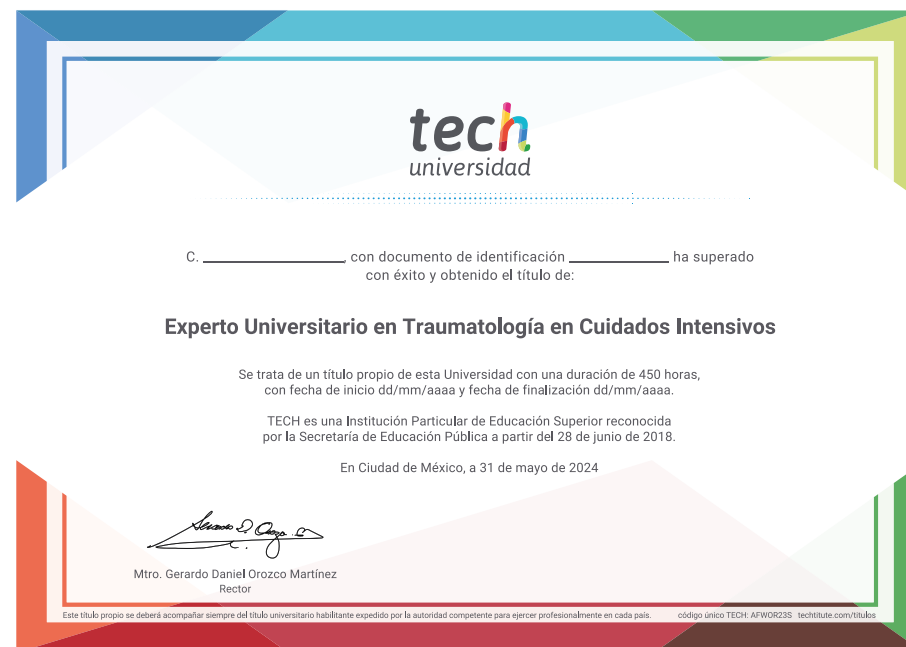 tech
universidad
C. ____________, con documento de identificación ____________ ha superado
con éxito y obtenido el título de:
Experto Universitario en Traumatología en Cuidados Intensivos
Se trata de un título propio de esta Universidad con una duración de 450 horas,
con fecha de inicio dd/mm/aaaa y fecha de finalización dd/mm/aaaa.
TECH es una Institución Particular de Educación Superior reconocida
por la Secretaría de Educación Pública a partir del 28 de junio de 2018.
En Ciudad de México, a 31 de mayo de 2024
Mtro. Gerardo Daniel Orozco Martínez
Rector
Este título propio se deberá acompañar siempre del título universitario habilitante expedido por la autoridad competente para ejercer profesionalmente en cada país. código único TECH: AFWOR23S techtitute.com/titulos